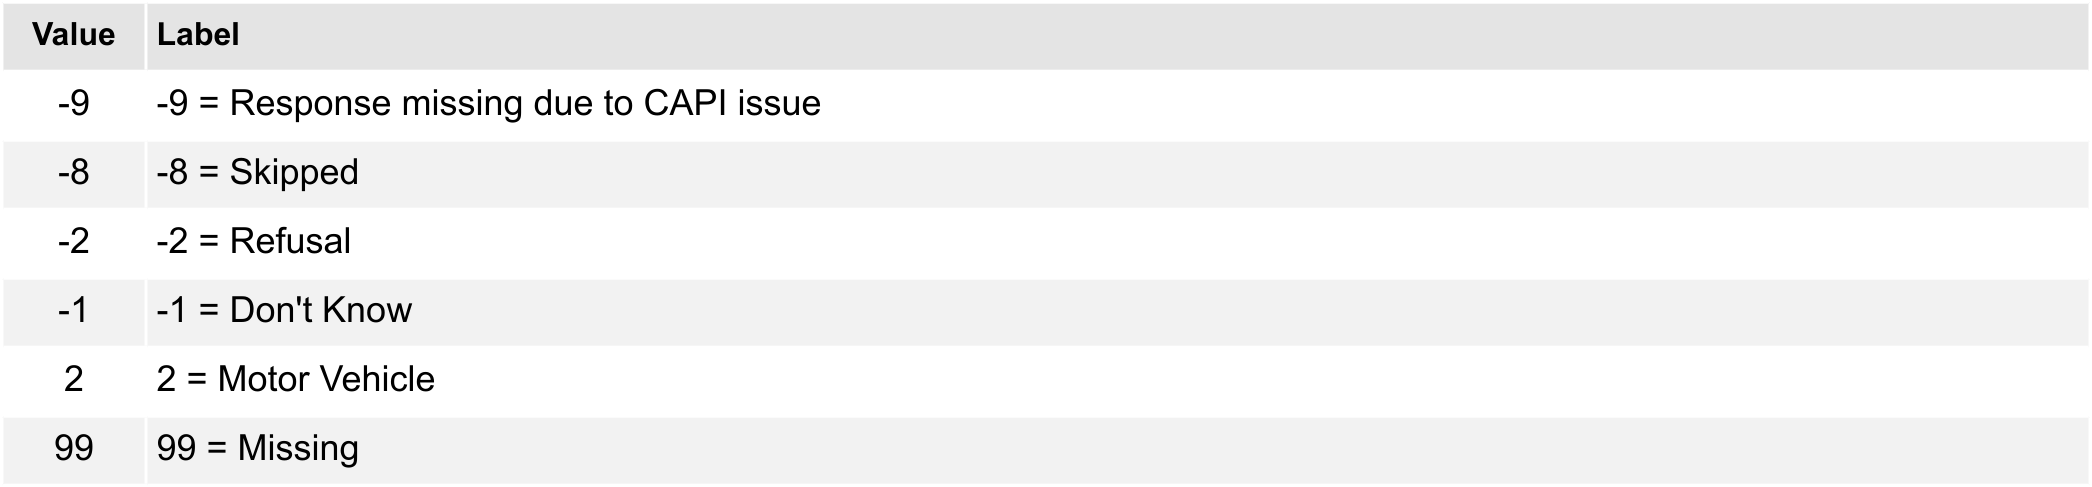 Value Label
-9 -9 = Response missing due to CAPI issue
-8 -8 = Skipped
-2 -2 = Refusal
-1 -1 = Don't Know
2 2 = Motor Vehicle
99 99 = Missing